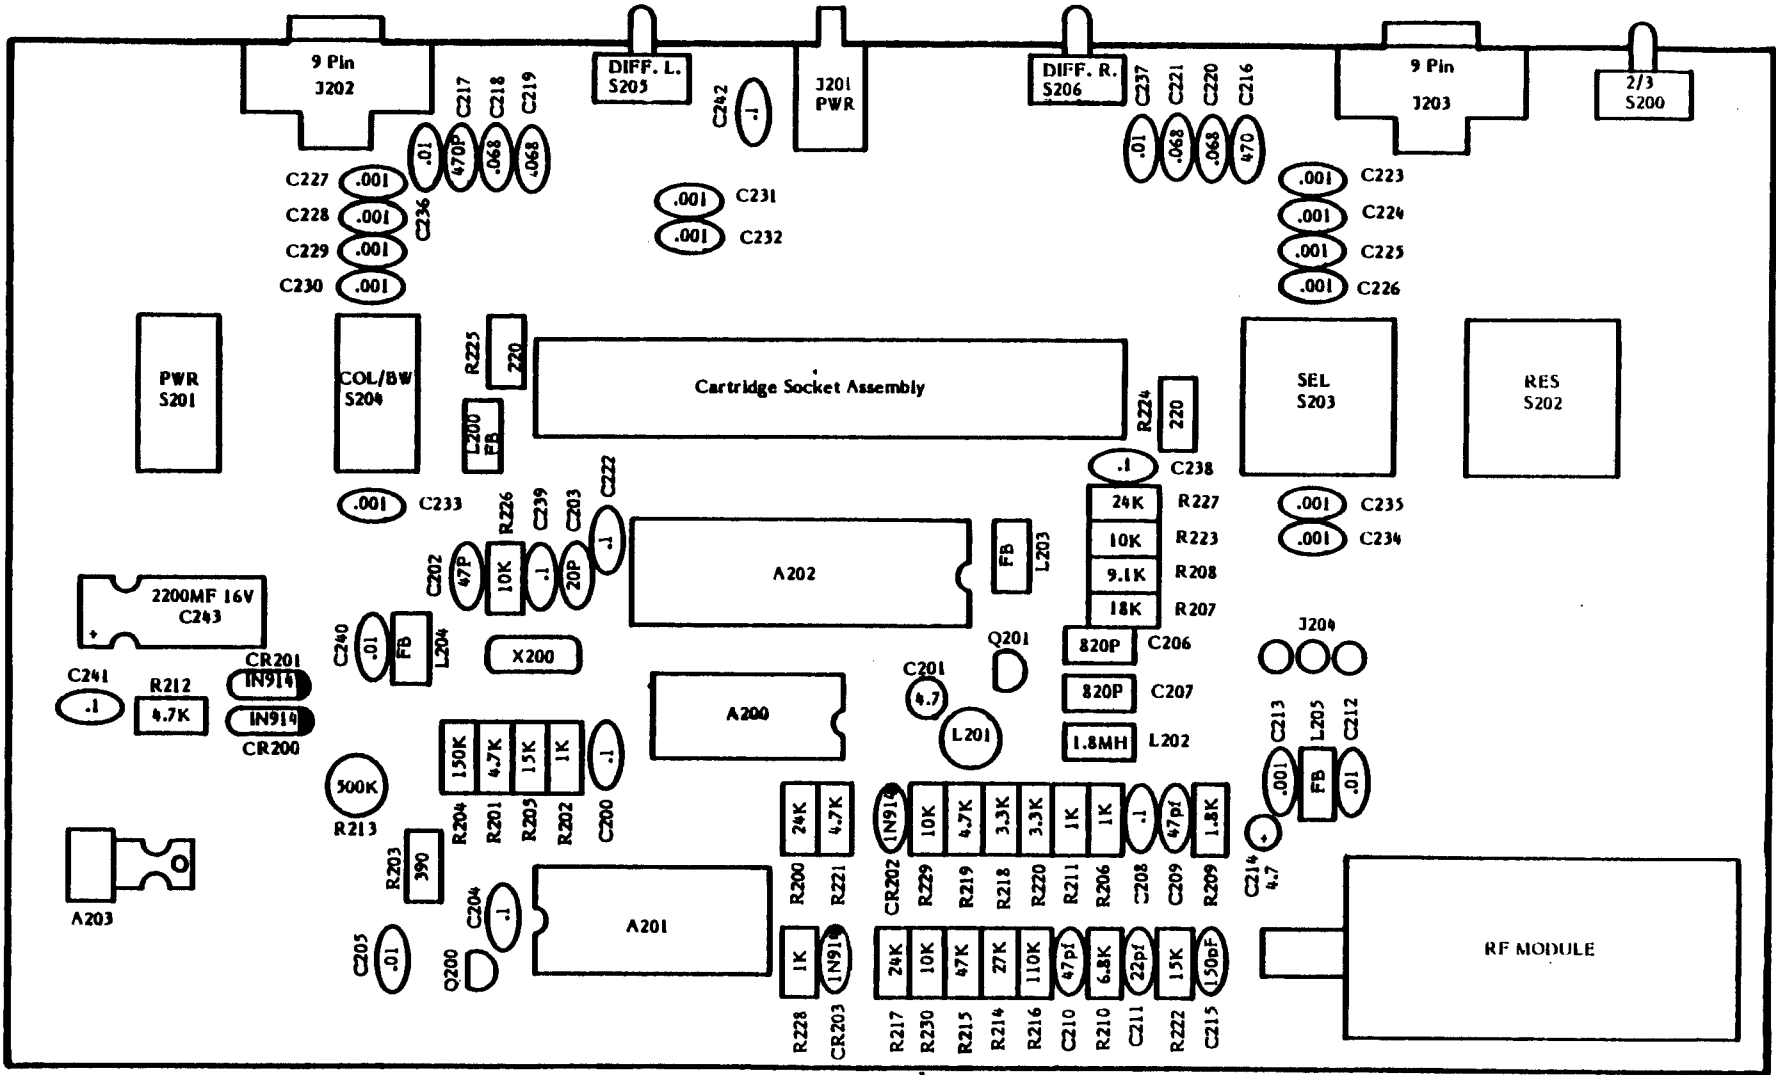 9 Pin
J202
C217
C218
C219
DIFF. L.
S205
C242
.1
J201
PWR
DIFF. R.
S206
C237
C221
C220
C216
9 Pin
J203
2/3
S200
.01
470P
.068
.068
.01
.068
.068
470
C227
.001
C236
C228
.001
C229
.001
C230
.001
.001
C231
.001
C232
.001
C223
.001
C224
.001
C225
.001
C226
PWR
S201
COL/BW
S204
R225
220
L200
FB
Cartridge Socket Assembly
R224
220
SEL
S203
RES
S202
.001
C233
R226
C239
C203
C222
.1
C202
47P
10K
.1
20P
A202
FB
L203
.1
C238
24K
R227
10K
R223
9.1K
R208
18K
R207
.001
C235
.001
C234
2200MF 16V
C243
+
C240
.01
FB
L204
X200
Q201
820P
C206
J204
C241
.1
R212
4.7K
CR201
IN914
IN914
CR200
A200
C201
4.7
L201
820P
C207
1.8MH
L202
C213
L205
C212
.001
FB
.01
500K
R213
150K
4.7K
15K
1K
.1
R204
R201
R205
R202
C200
24K
4.7K
1N914
10K
4.7K
3.3K
3.3K
1K
1K
.1
47pf
1.8K
+
C214
4.7
R200
R221
CR202
R229
R219
R218
R220
R211
R206
C208
C209
R209
A203
R203
390
C204
.1
C205
.01
Q200
A201
1K
1N914
24K
10K
47K
27K
110K
47pf
6.8K
22pf
15K
150pF
R228
CR203
R217
R230
R215
R214
R216
C210
R210
C211
R222
C215
RF MODULE